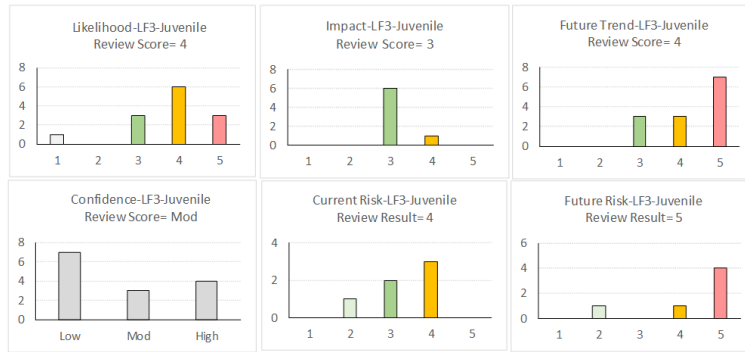 Likelihood-LF3-Juvenile
Review Score= 4
8
6
4
2
0
1 2 3 4 5
Impact-LF3-Juvenile
Review Score= 3
8
6
4
2
0
1 2 3 4 5
Future Trend-LF3-Juvenile
Review Score= 4
8
6
4
2
0
1 2 3 4 5
Confidence-LF3-Juvenile
Review Score= Mod
8
6
4
2
0
Low Mod High
Current Risk-LF3-Juvenile
Review Result= 4
4
2
0
1 2 3 4 5
Future Risk-LF3-Juvenile
Review Result= 5
6
4
2
0
1 2 3 4 5